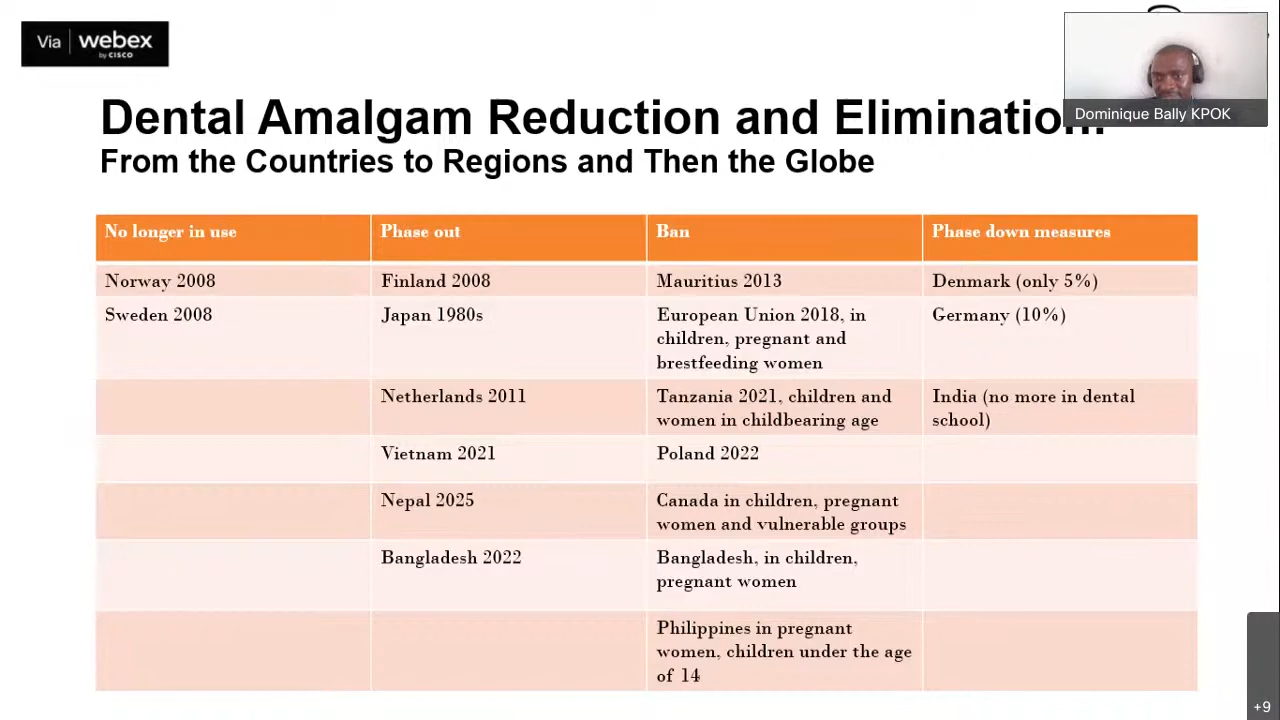 Via webex
by CISCO
Dominique Bally KPOK
Dental Amalgam Reduction and Elimination:
From the Countries to Regions and Then the Globe
No longer in use Phase out Ban Phase down measures
Norway 2008 Finland 2008 Mauritius 2013 Denmark (only 5%)
Sweden 2008 Japan 1980s European Union 2018, in Germany (10%)
children, pregnant and
brestfeeding women
Netherlands 2011 Tanzania 2021, children and India (no more in dental
women in childbearing age school)
Vietnam 2021 Poland 2022
Nepal 2025 Canada in children, pregnant
women and vulnerable groups
Bangladesh 2022 Bangladesh, in children,
pregnant women
Philippines in pregnant
women, children under the age
of 14
+9